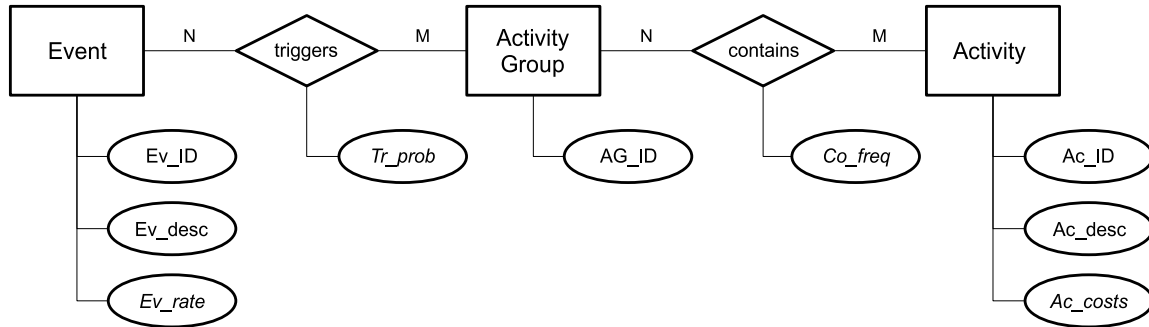 Event
N
triggers
M
Activity
Group
N
contains
M
Activity
Ev_ID
Tr_prob
AG_ID
Co_freq
Ac_ID
Ev_desc
Ac_desc
Ev_rate
Ac_costs